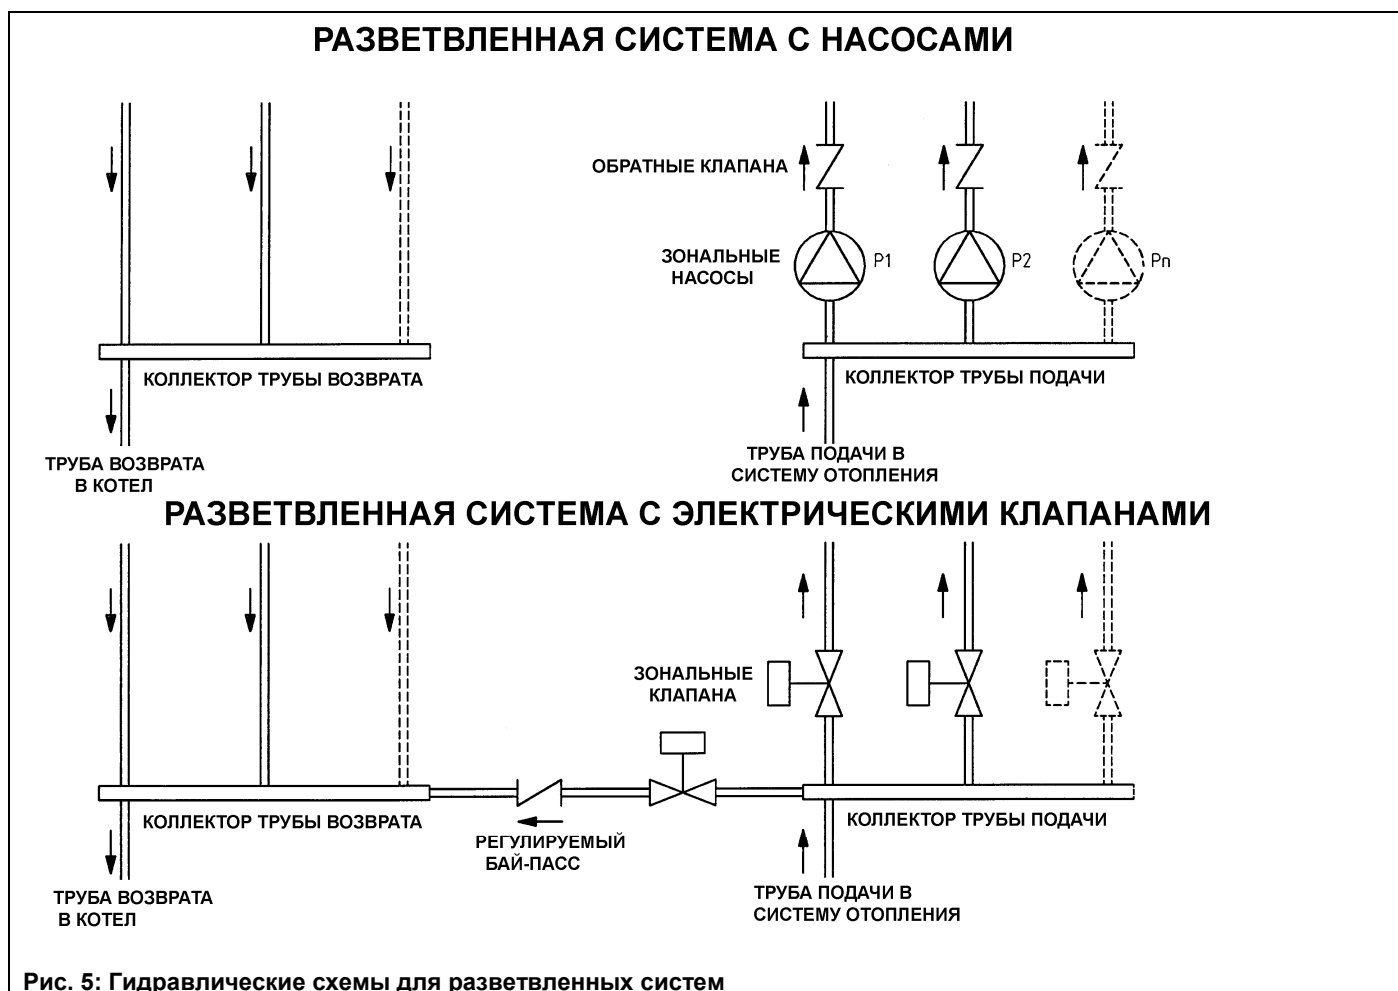 РАЗВЕТВЛЕННАЯ СИСТЕМА С НАСОСАМИ
ОБРАТНЫЕ КЛАПАНА
ЗОНАЛЬНЫЕ
НАСОСЫ
P1
P2
Pn
КОЛЛЕКТОР ТРУБЫ ВОЗВРАТА
КОЛЛЕКТОР ТРУБЫ ПОДАЧИ
ТРУБА ВОЗВРАТА
В КОТЕЛ
ТРУБА ПОДАЧИ В
СИСТЕМУ ОТОПЛЕНИЯ
РАЗВЕТВЛЕННАЯ СИСТЕМА С ЭЛЕКТРИЧЕСКИМИ КЛАПАНАМИ
ЗОНАЛЬНЫЕ
КЛАПАНА
КОЛЛЕКТОР ТРУБЫ ВОЗВРАТА
РЕГУЛИРУЕМЫЙ
БАЙ-ПАСС
КОЛЛЕКТОР ТРУБЫ ПОДАЧИ
ТРУБА ВОЗВРАТА
В КОТЕЛ
ТРУБА ПОДАЧИ В
СИСТЕМУ ОТОПЛЕНИЯ
Рис. 5: Гидравлические схемы для разветвленных систем